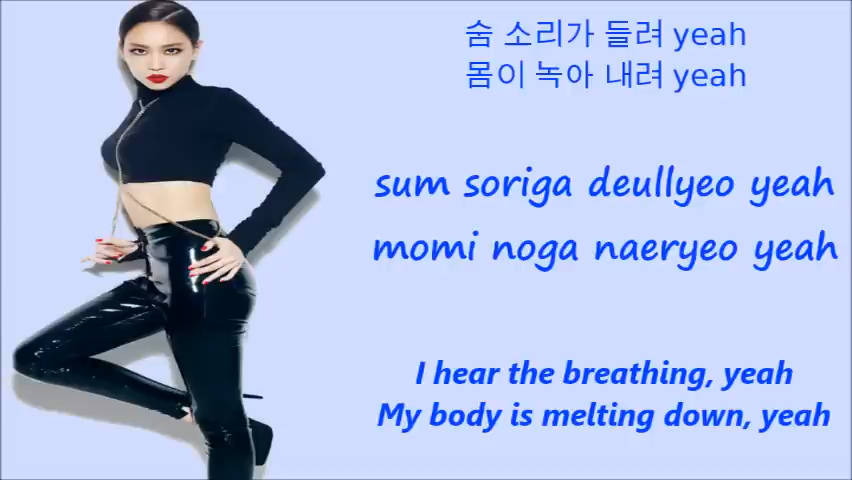 숨 소리가 들려 yeah
몸이 녹아 내려 yeah
sum soriga deullyeo yeah
momi noga naeryeo yeah
I hear the breathing, yeah
My body is melting down, yeah